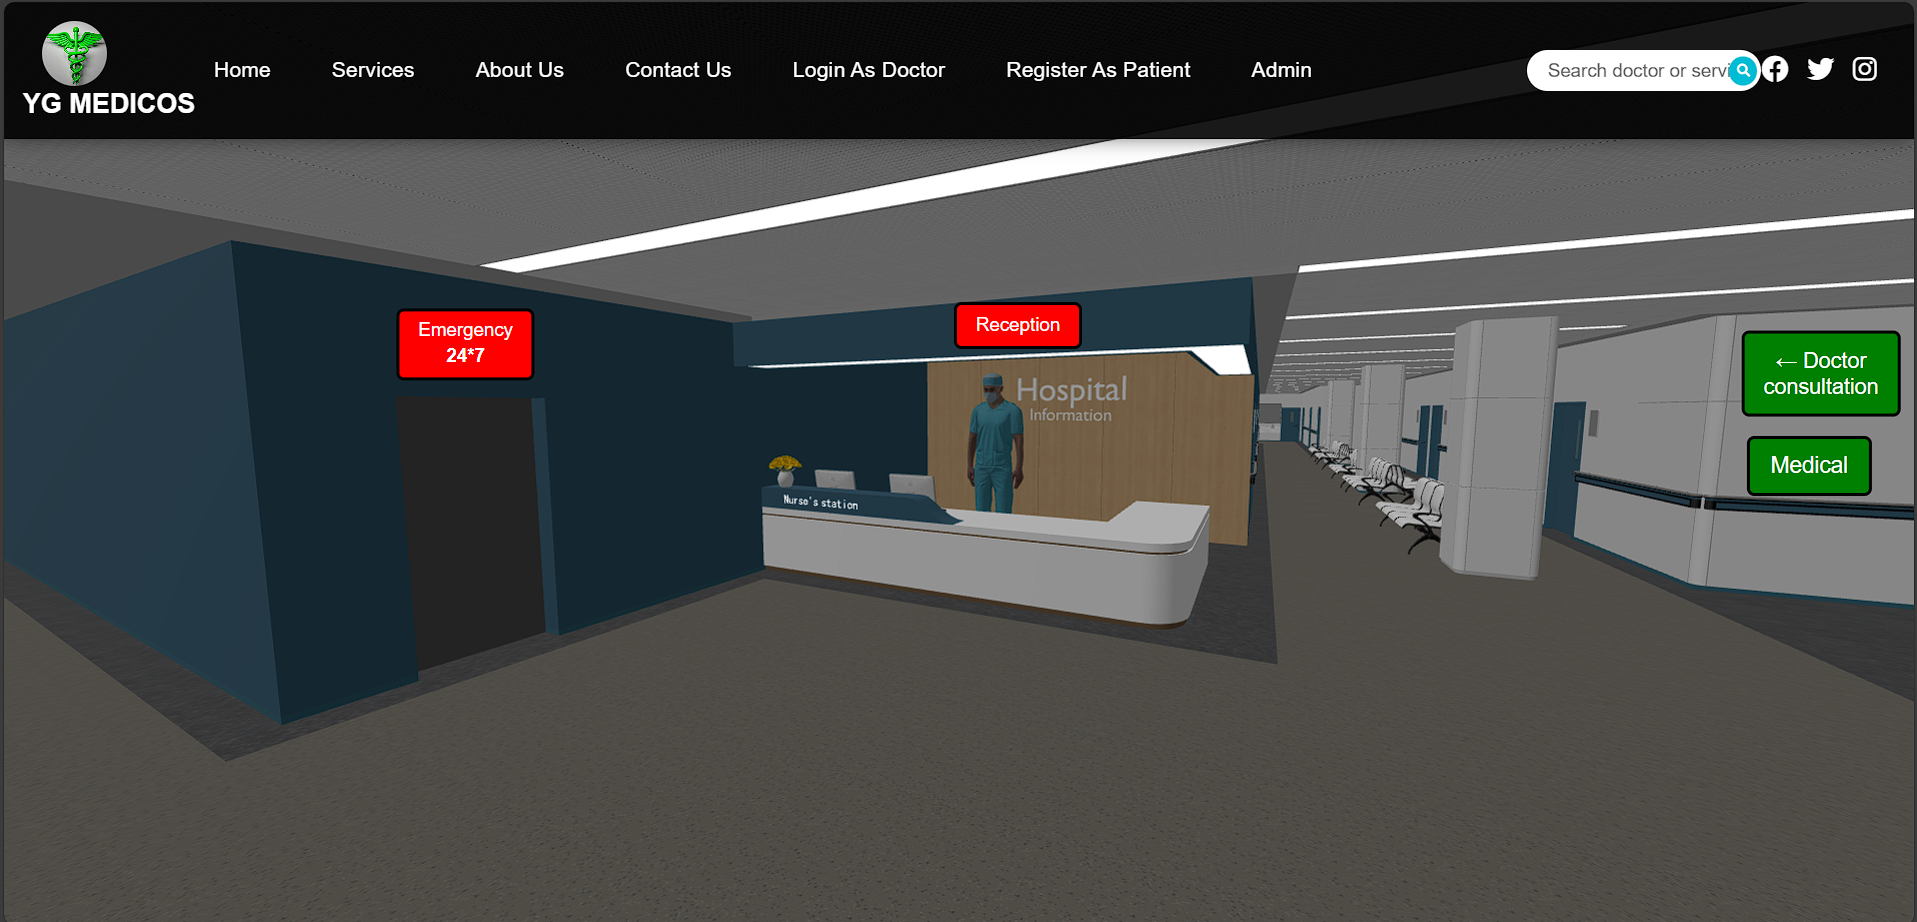 YG MEDICOS
Home
Services
About Us
Contact Us
Login As Doctor
Register As Patient
Admin
Search doctor or servi
Emergency
24*7
Reception
← Doctor
consultation
Medical
Hospital
Information
Nurse's station